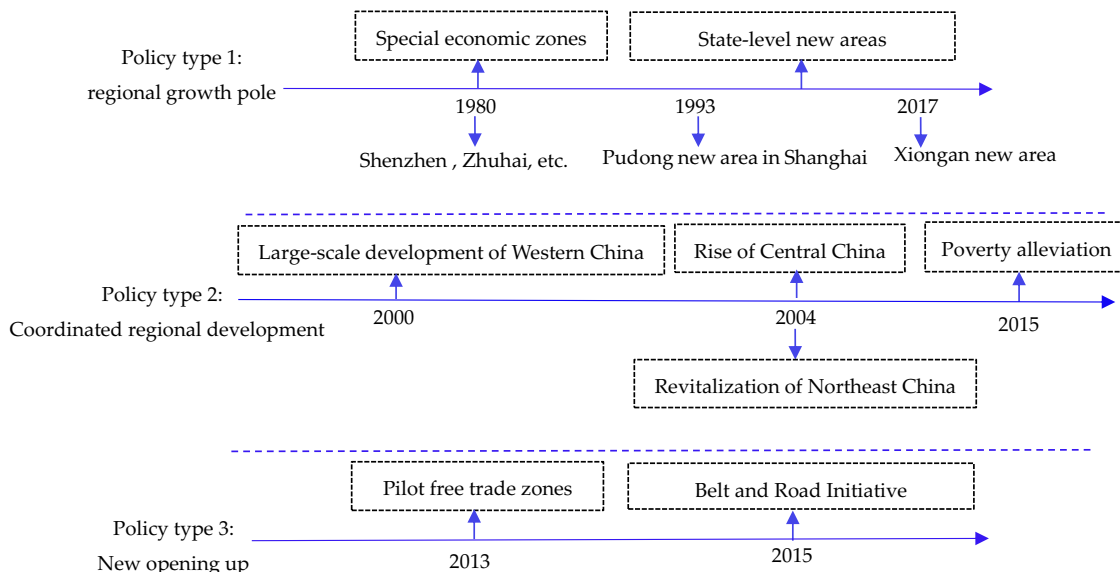 Special economic zones
State-level new areas
Policy type 1:
regional growth pole
1980
1993
2017
Shenzhen , Zhuhai, etc.
Pudong new area in Shanghai
Xiongan new area
Large-scale development of Western China
Rise of Central China
Poverty alleviation
Policy type 2:
Coordinated regional development
2000
2004
2015
Revitalization of Northeast China
Pilot free trade zones
Belt and Road Initiative
Policy type 3:
New opening up
2013
2015